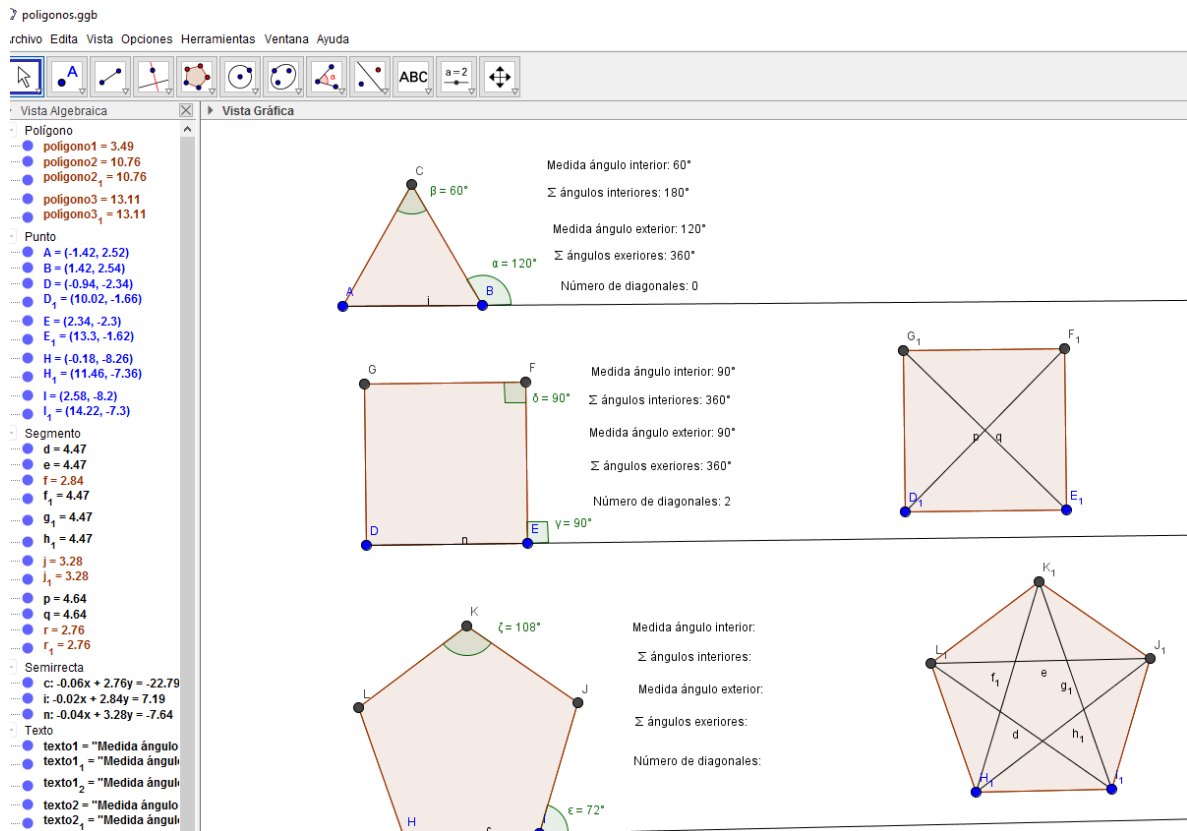 poligonos.ggb
rchivo Edita Vista Opciones Herramientas Ventana Ayuda
A α ABC a=2
Vista Algebraica
Vista Gráfica
Polígono
polígono1 = 3.49
polígono2 = 10.76
polígono2₁ = 10.76
polígono3 = 13.11
polígono3₁ = 13.11
Punto
A = (-1.42, 2.52)
B = (1.42, 2.54)
D = (-0.94, -2.34)
D₁ = (10.02, -1.66)
E = (2.34, -2.3)
E₁ = (13.3, -1.62)
H = (-0.18, -8.26)
H₁ = (11.46, -7.36)
I = (2.58, -8.2)
I₁ = (14.22, -7.3)
Segmento
d = 4.47
e = 4.47
f = 2.84
f₁ = 4.47
g₁ = 4.47
h₁ = 4.47
j = 3.28
j₁ = 3.28
p = 4.64
q = 4.64
r = 2.76
r₁ = 2.76
Semirrecta
c: -0.06x + 2.76y = -22.79
i: -0.02x + 2.84y = 7.19
n: -0.04x + 3.28y = -7.64
Texto
texto1 = "Medida ángulo
texto1₁ = "Medida ángul
texto1₂ = "Medida ángul
texto2 = "Medida ángulo
texto2₁ = "Medida ángul
C
β = 60°
α = 120°
A
i
B
Medida ángulo interior: 60°
Σ ángulos interiores: 180°
Medida ángulo exterior: 120°
Σ ángulos exeriores: 360°
Número de diagonales: 0
G
F
δ = 90°
D
n
E
γ = 90°
Medida ángulo interior: 90°
Σ ángulos interiores: 360°
Medida ángulo exterior: 90°
Σ ángulos exeriores: 360°
Número de diagonales: 2
G₁
F₁
p
q
D₁
E₁
K
ζ = 108°
L
J
H
I
ε = 72°
Medida ángulo interior:
Σ ángulos interiores:
Medida ángulo exterior:
Σ ángulos exeriores:
Número de diagonales:
K₁
L₁
J₁
f₁
e
g₁
d
h₁
H₁
I₁